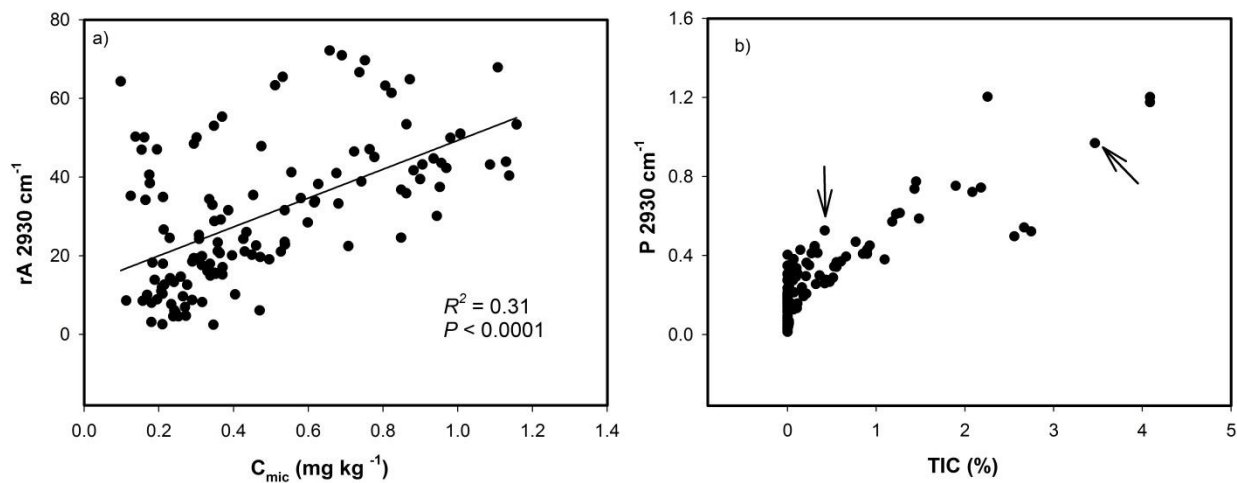 a)
rA 2930 cm⁻¹
80
60
40
20
0
R² = 0.31
P < 0.0001
0.0 0.2 0.4 0.6 0.8 1.0 1.2 1.4
Cmic (mg kg ⁻¹)
b)
P 2930 cm⁻¹
1.6
1.2
0.8
0.4
0.0
0 1 2 3 4 5
TIC (%)